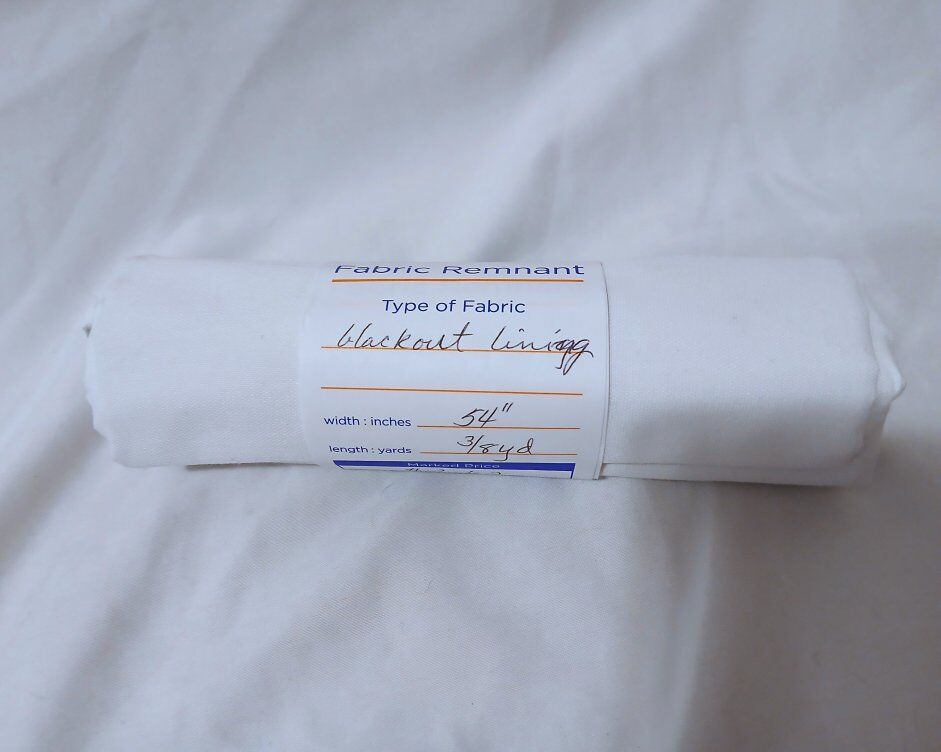 Fabric Remnant
Type of Fabric
blackout lining
width : inches 54"
length : yards 3/8 yd
Marked Price